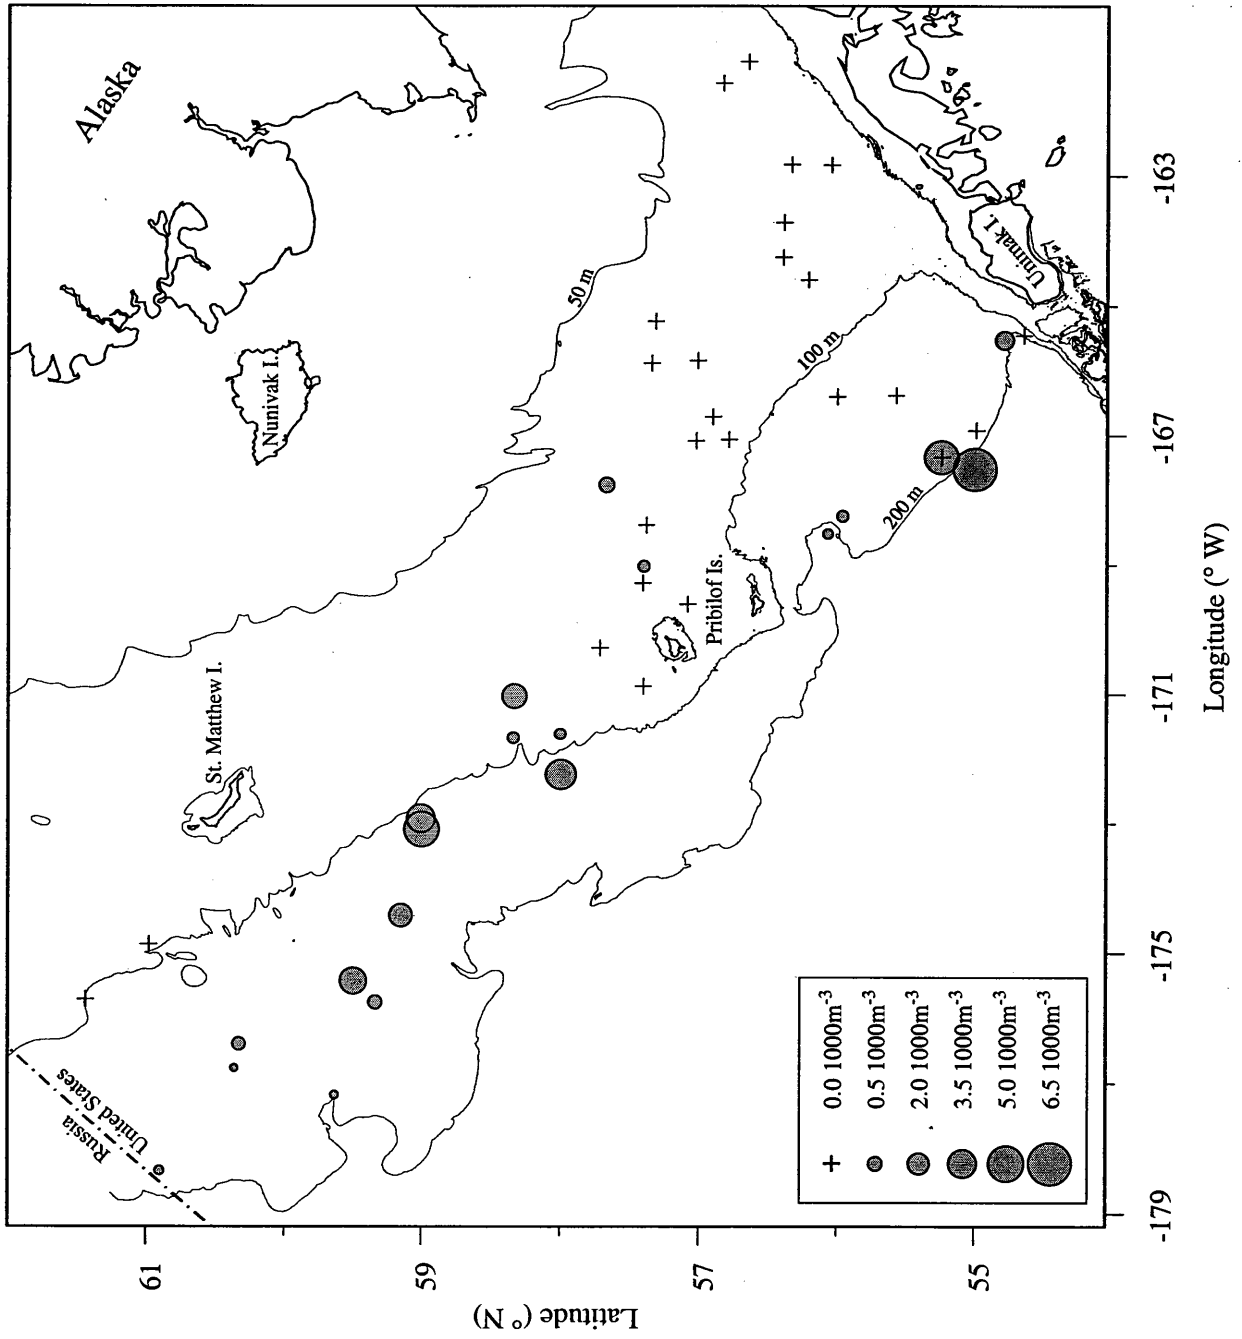 Alaska
Nunivak I.
St. Matthew I.
50 m
100 m
200 m
Pribilof Is.
Unimak I.
Russia
United States
0.0 1000m⁻³
0.5 1000m⁻³
2.0 1000m⁻³
3.5 1000m⁻³
5.0 1000m⁻³
6.5 1000m⁻³
Latitude (° N)
61
59
57
55
-179
-175
-171
-167
-163
Longitude (° W)